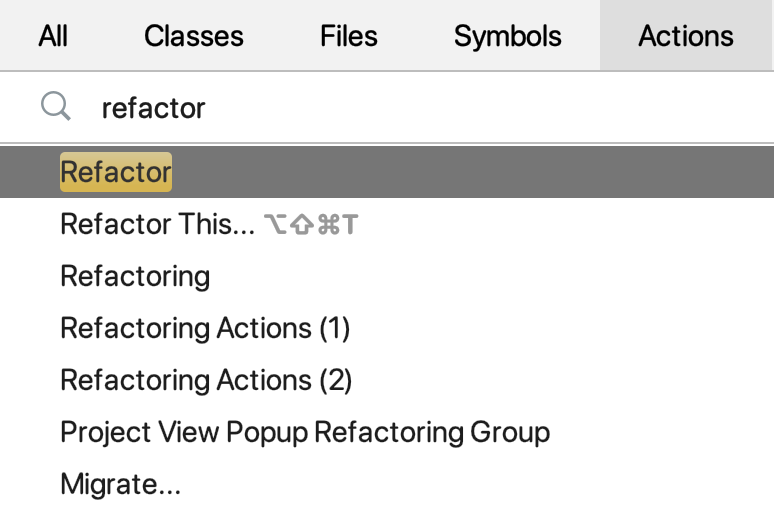 All Classes Files Symbols Actions
refactor
Refactor
Refactor This... ⌥⇧⌘T
Refactoring
Refactoring Actions (1)
Refactoring Actions (2)
Project View Popup Refactoring Group
Migrate...